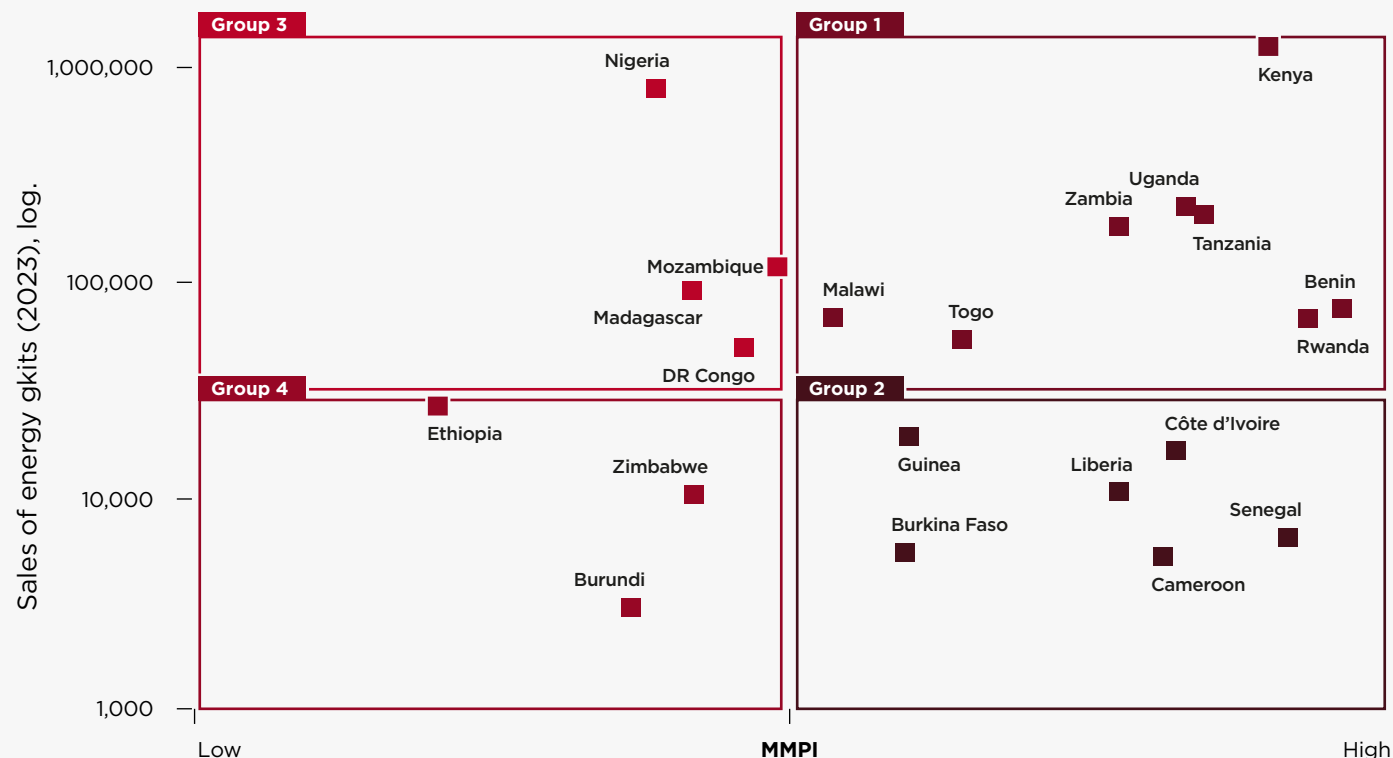 Group 3
Group 1
1,000,000
Nigeria
Kenya
Uganda
Zambia
Tanzania
100,000
Mozambique
Madagascar
DR Congo
Malawi
Togo
Benin
Rwanda
Group 4
Group 2
Ethiopia
Zimbabwe
Burundi
10,000
Guinea
Côte d’Ivoire
Liberia
Burkina Faso
Senegal
Cameroon
1,000
Low
MMPI
High
Sales of energy gkits (2023), log.